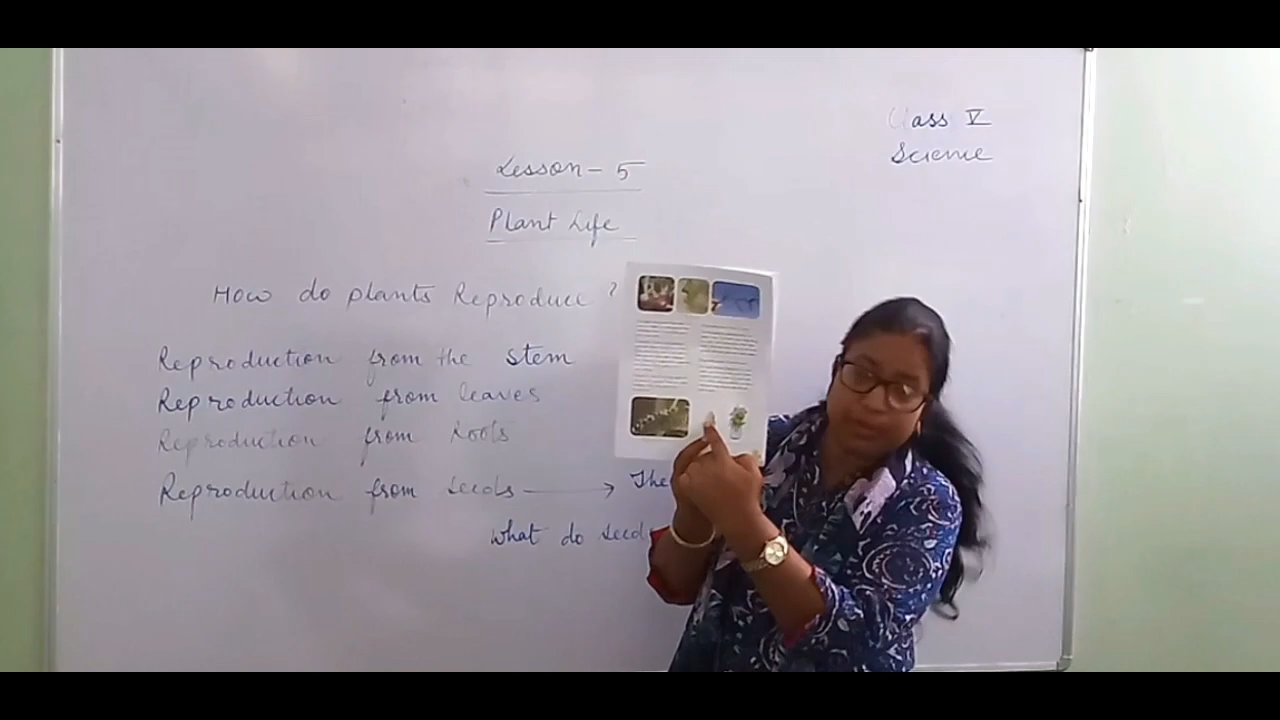 Class V
Science
Lesson - 5
Plant Life
How do plants Reproduce ?
Reproduction from the stem
Reproduction from leaves
Reproduction from Roots
Reproduction from seeds → The
What do seeds